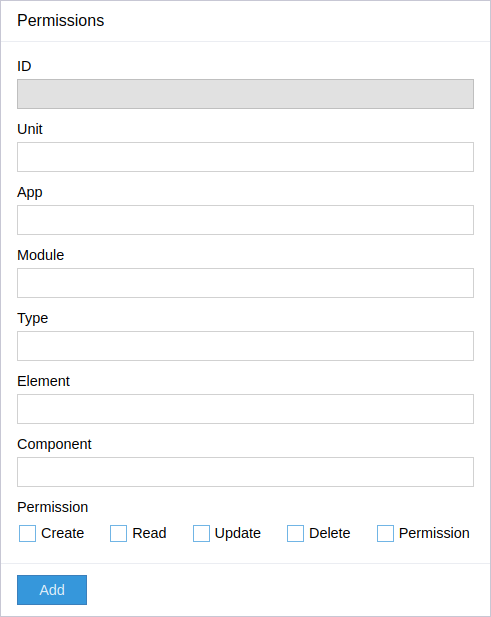 Permissions
ID
Unit
App
Module
Type
Element
Component
Permission
Create Read Update Delete Permission
Add